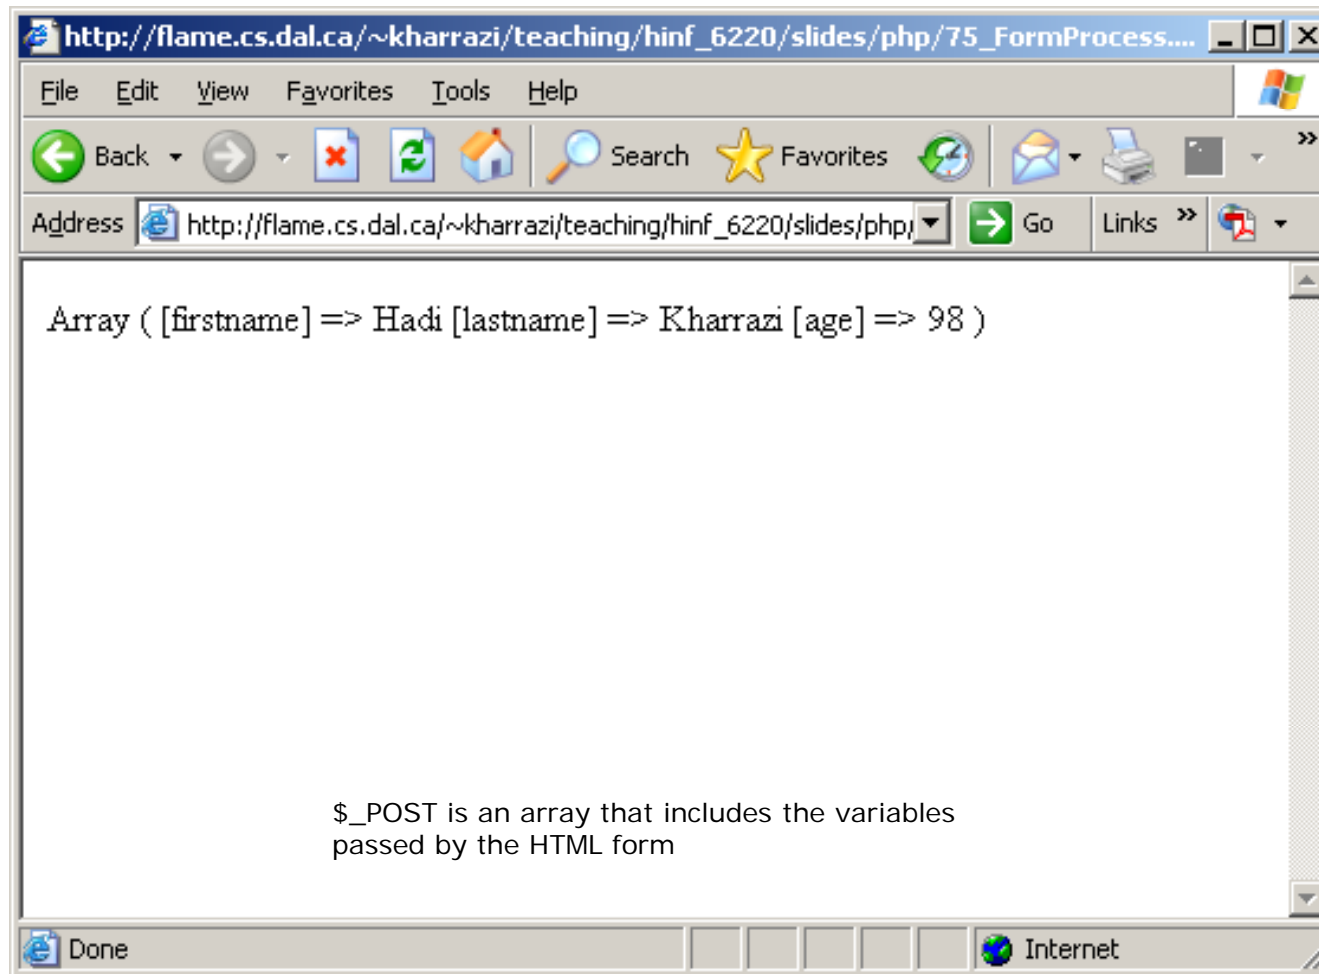 http://flame.cs.dal.ca/~kharrazi/teaching/hinf_6220/slides/php/75_FormProcess....
File Edit View Favorites Tools Help
Back Search Favorites »
Address http://flame.cs.dal.ca/~kharrazi/teaching/hinf_6220/slides/php/ Go Links »
Array ( [firstname] => Hadi [lastname] => Kharrazi [age] => 98 )
$_POST is an array that includes the variables
passed by the HTML form
Done Internet